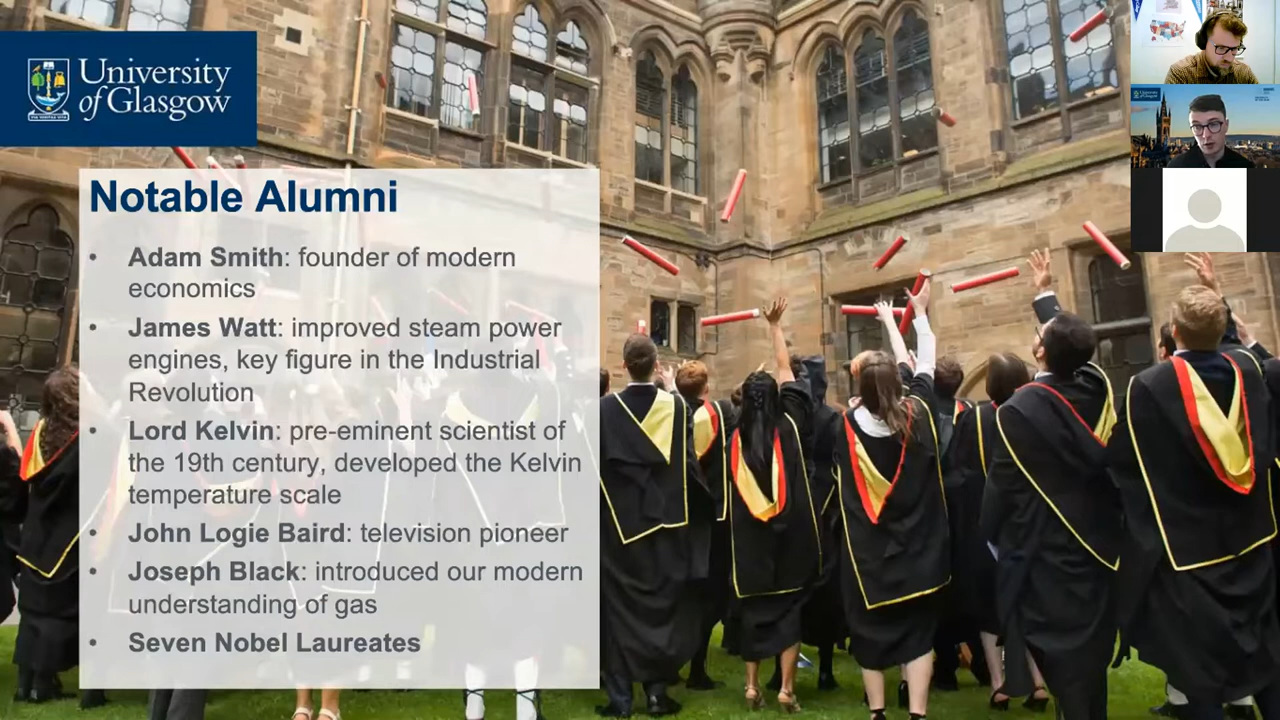 University
of Glasgow
Notable Alumni
• Adam Smith: founder of modern
economics
• James Watt: improved steam power
engines, key figure in the Industrial
Revolution
• Lord Kelvin: pre-eminent scientist of
the 19th century, developed the Kelvin
temperature scale
• John Logie Baird: television pioneer
• Joseph Black: introduced our modern
understanding of gas
• Seven Nobel Laureates